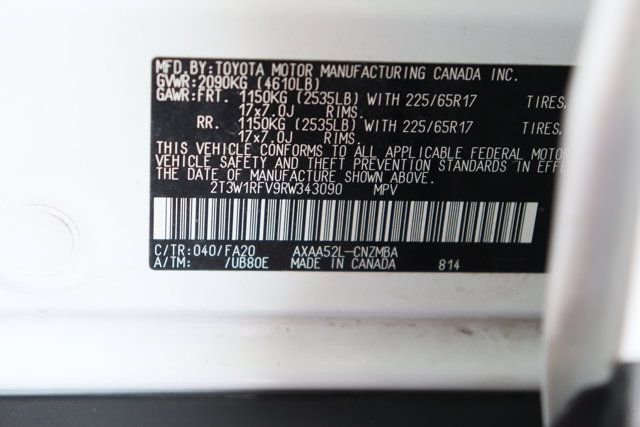 MFD.BY:TOYOTA MOTOR MANUFACTURING CANADA INC.
GVWR:2090KG (4610LB)
GAWR:FRT. 1150KG (2535LB) WITH 225/65R17 TIRES,
17x7.0J RIMS.
RR. 1150KG (2535LB) WITH 225/65R17 TIRES,
17x7.0J RIMS.
THIS VEHICLE CONFORMS TO ALL APPLICABLE FEDERAL MOTOR
VEHICLE SAFETY AND THEFT PREVENTION STANDARDS IN EFFE
THE DATE OF MANUFACTURE SHOWN ABOVE.
2T3W1RFV9RW343090 MPV
C/TR:040/FA20 AXAA52L-CNZMBA
A/TM: /UB80E MADE IN CANADA 814